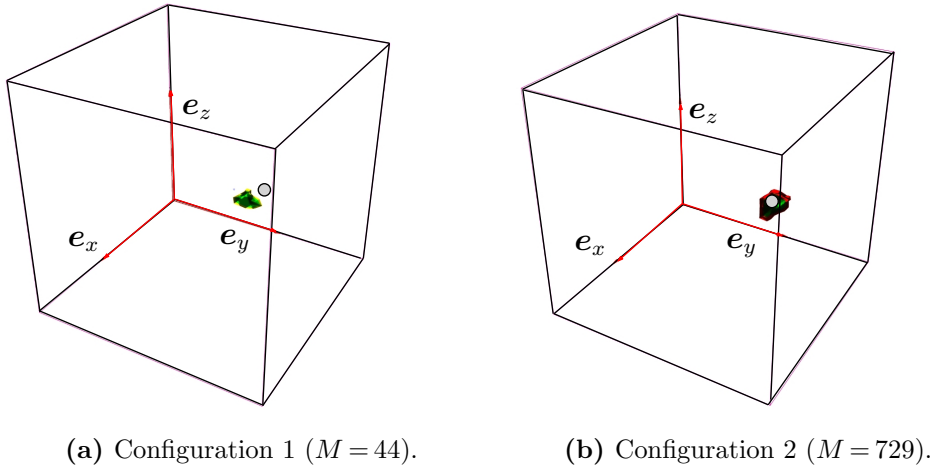 e_z e_z
e_x e_y e_x e_y
(a) Configuration 1 (M = 44). (b) Configuration 2 (M = 729).